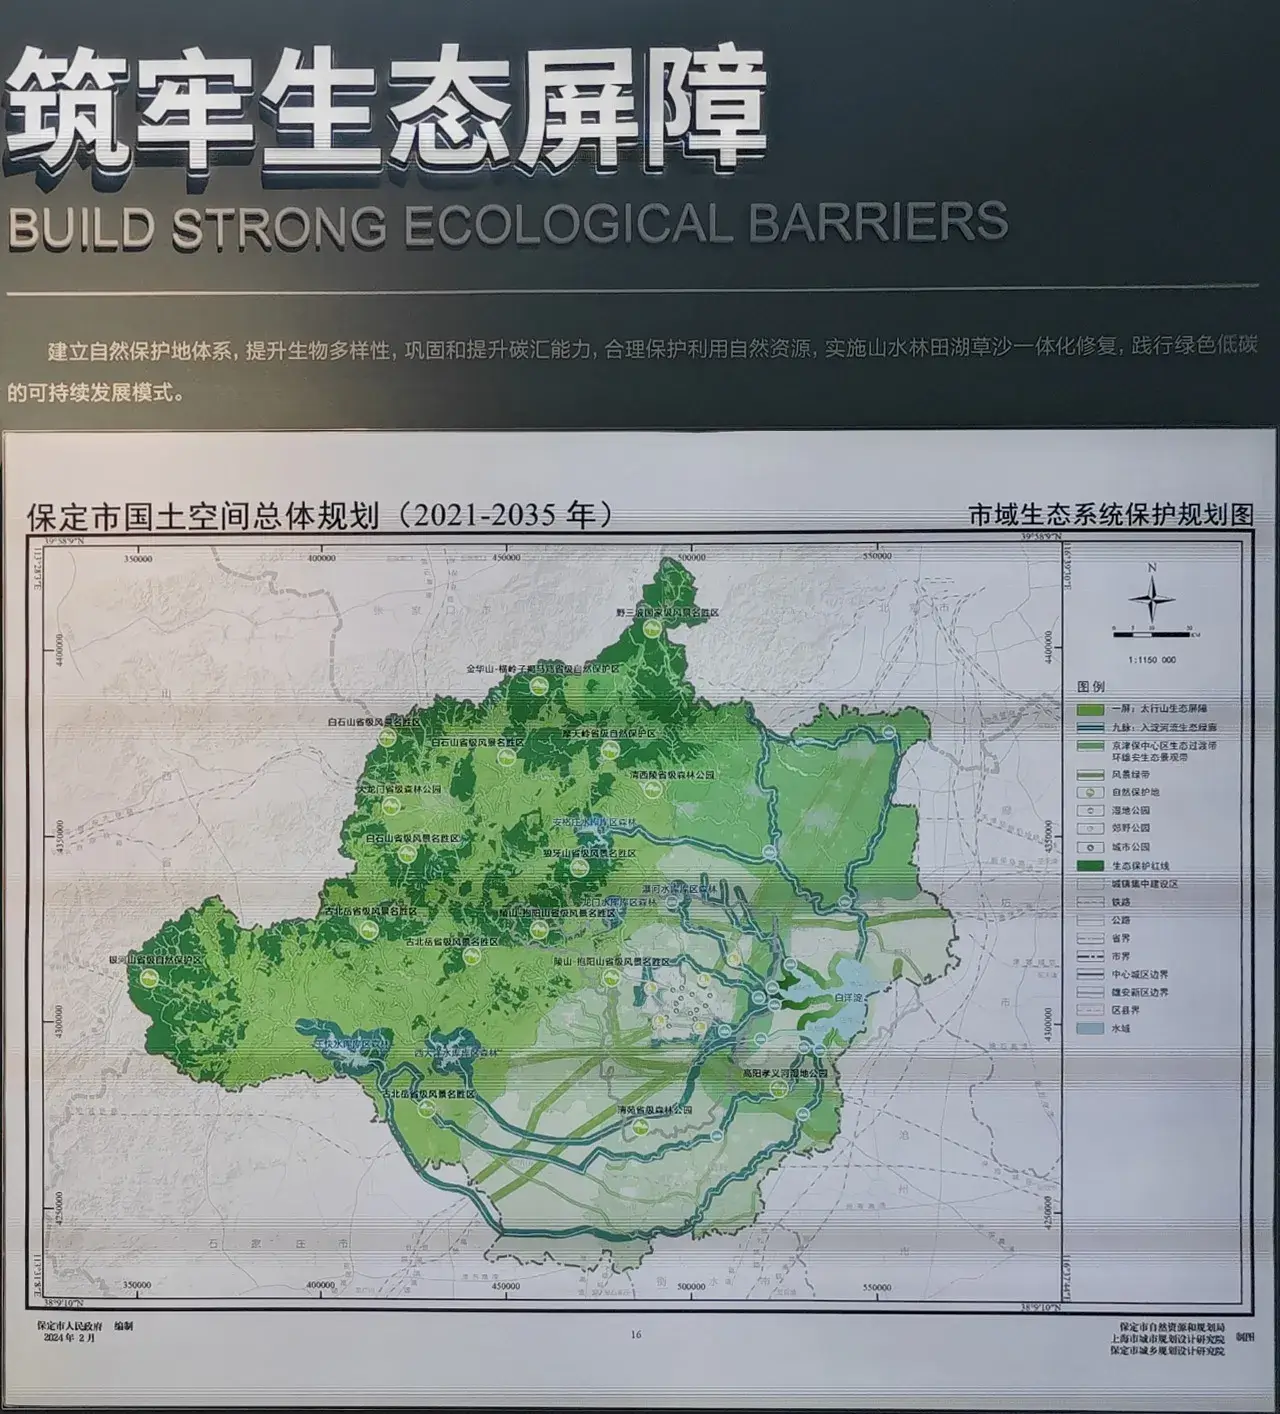 筑牢生态屏障
BUILD STRONG ECOLOGICAL BARRIERS
建立自然保护地体系，提升生物多样性，巩固和提升碳汇能力，合理保护利用自然资源，实施山水林田湖草沙一体化修复，践行绿色低碳
的可持续发展模式。
保定市国土空间总体规划（2021-2035 年）
市域生态系统保护规划图
39°58′9″N
39°58′9″N
350000
400000
450000
500000
550000
N
4400000
4400000
1:1150 000
野三坡国家级风景名胜区
金华山-横岭子褐马鸡省级自然保护区
白石山省级风景名胜区
白石山省级风景名胜区
摩天岭省级自然保护区
清西陵省级森林公园
大龙门省级森林公园
安格庄水库库区森林
白石山省级风景名胜区
狼牙山省级风景名胜区
瀑河水库库区森林
龙门水库库区森林
古北岳省级风景名胜区
陵山-抱阳山省级风景名胜区
古北岳省级风景名胜区
银河山省级自然保护区
陵山-抱阳山省级风景名胜区
白洋淀
王快水库库区森林
西大洋水库库区森林
高阳孝义河湿地公园
古北岳省级风景名胜区
清苑省级森林公园
4350000
4350000
4300000
4300000
4250000
4250000
石家庄市
图例
一屏：太行山生态屏障
九脉：入淀河流生态绿廊
京津保中心区生态过渡带
环雄安生态景观带
风景绿带
自然保护地
湿地公园
郊野公园
城市公园
生态保护红线
城镇集中建设区
铁路
公路
省界
市界
中心城区边界
雄安新区边界
区县界
水域
350000
400000
450000
500000
550000
38°9′10″N
38°9′10″N
保定市人民政府 编制
2024年 2月
16
保定市自然资源和规划局
上海市城市规划设计研究院 制图
保定市城乡规划设计研究院